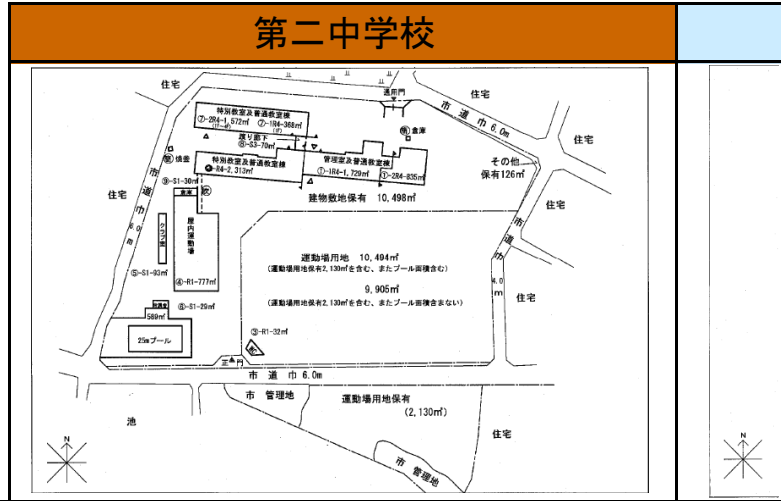 第二中学校
住宅
通用門
住宅
市道巾 6.0m
特別教室及普通教室棟
⑦-2R4-1,572㎡ ⑦-1R4-368㎡
渡り廊下
⑧-S3-70㎡
倉庫
住宅
焼釜
特別教室及普通教室棟
-R4-2,313㎡
管理室及普通教室棟
①-1R4-1,729㎡
①-2R4-835㎡
その他
保有126㎡
⑨-S1-30㎡
倉庫
建物敷地保有 10,498㎡
住宅
住宅
市道巾 6.0m
クラブ室
屋内運動場
市道巾 4.0m
運動場用地 10,494㎡
(運動場用地保有2,130㎡を含む、またプール面積含む)
9,905㎡
(運動場用地保有2,130㎡を含む、またプール面積含まない)
⑤-S1-93㎡
④-R1-777㎡
住宅
⑥-S1-29㎡
589㎡
25mプール
③-R1-32㎡
正門
市道巾 6.0m
市 管理地
運動場用地保有
(2,130㎡)
池
住宅
市 管理地
N
N